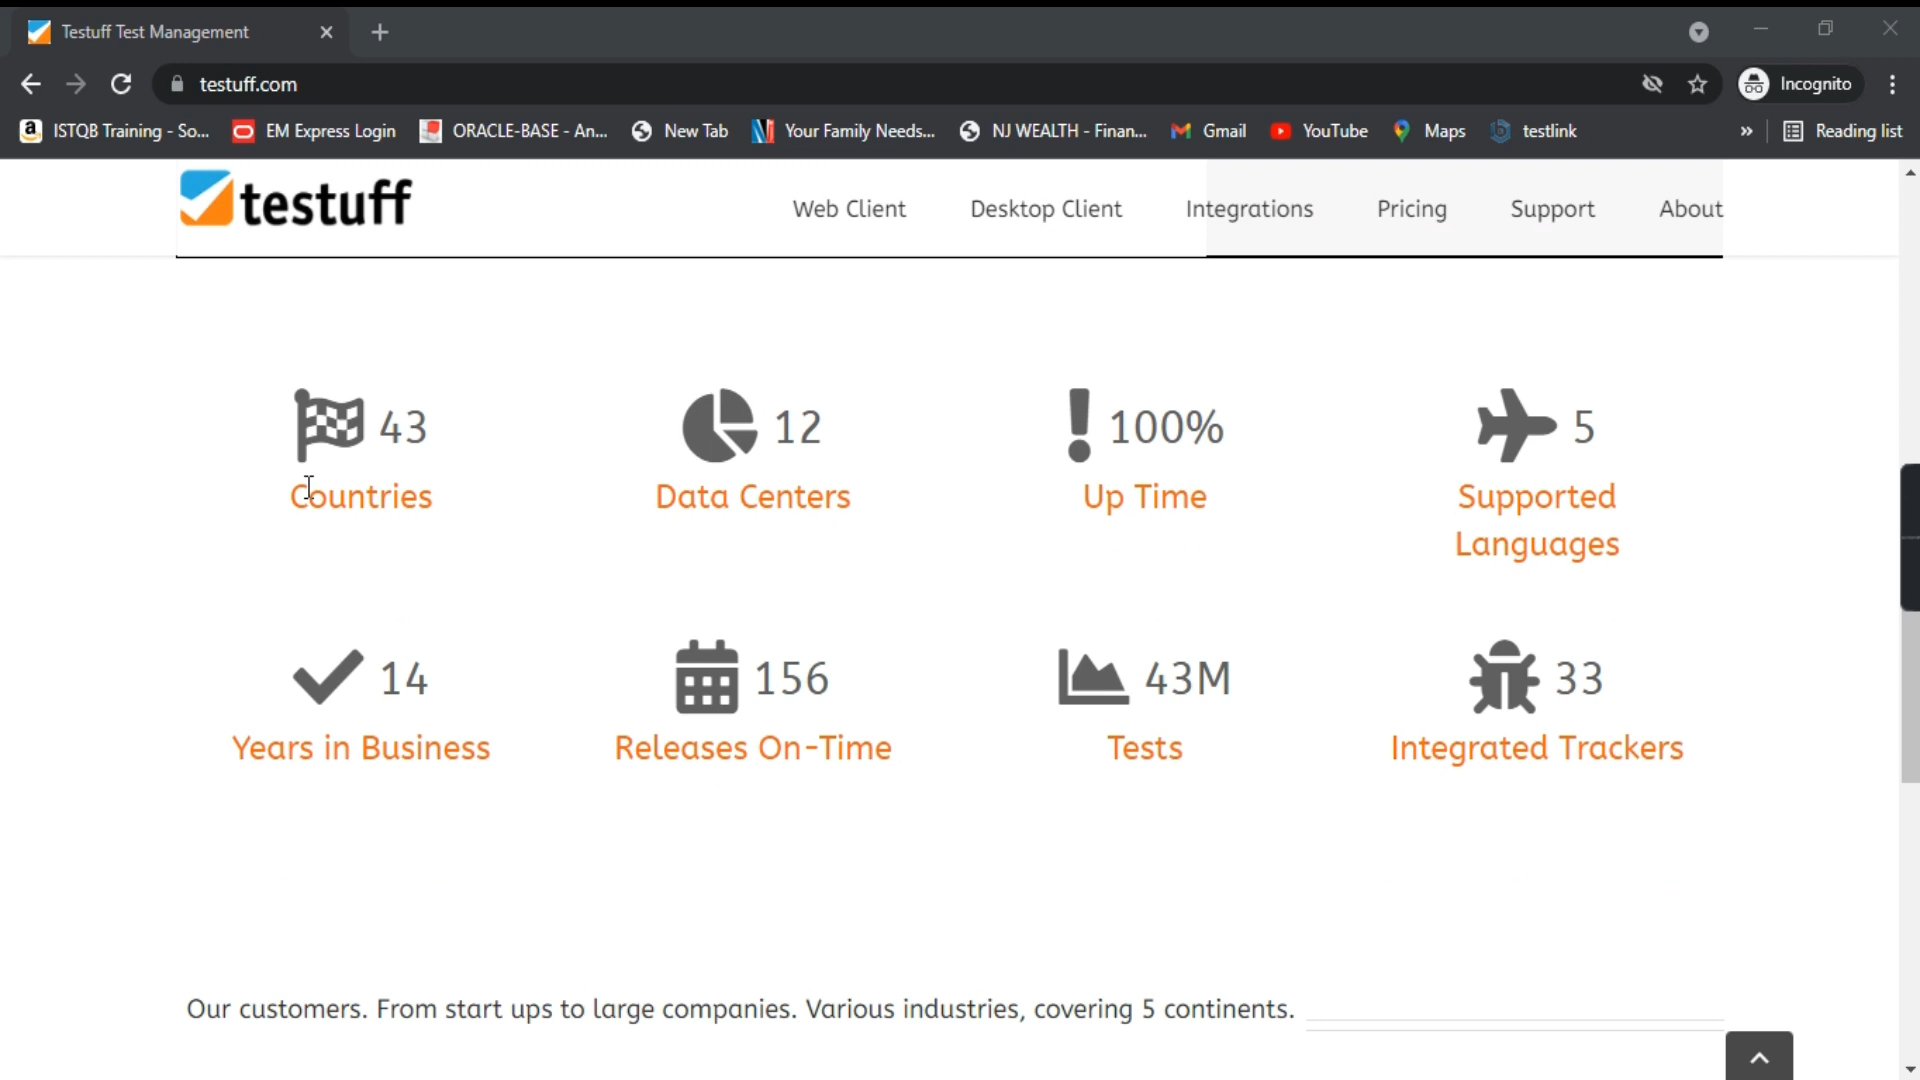 Testuff Test Management
testuff.com
Incognito
ISTQB Training - So...
EM Express Login
ORACLE-BASE - An...
New Tab
Your Family Needs...
NJ WEALTH - Finan...
Gmail
YouTube
Maps
testlink
»
Reading list
testuff
Web Client
Desktop Client
Integrations
Pricing
Support
About
43
Countries
12
Data Centers
100%
Up Time
5
Supported
Languages
14
Years in Business
156
Releases On-Time
43M
Tests
33
Integrated Trackers
Our customers. From start ups to large companies. Various industries, covering 5 continents.